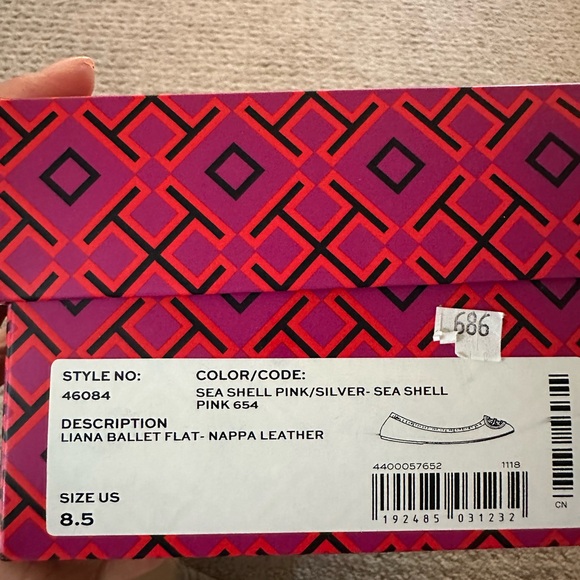 686
STYLE NO:
46084
COLOR/CODE:
SEA SHELL PINK/SILVER- SEA SHELL
PINK 654
DESCRIPTION
LIANA BALLET FLAT- NAPPA LEATHER
SIZE US
8.5
4400057652 1118
192485 031232
CN